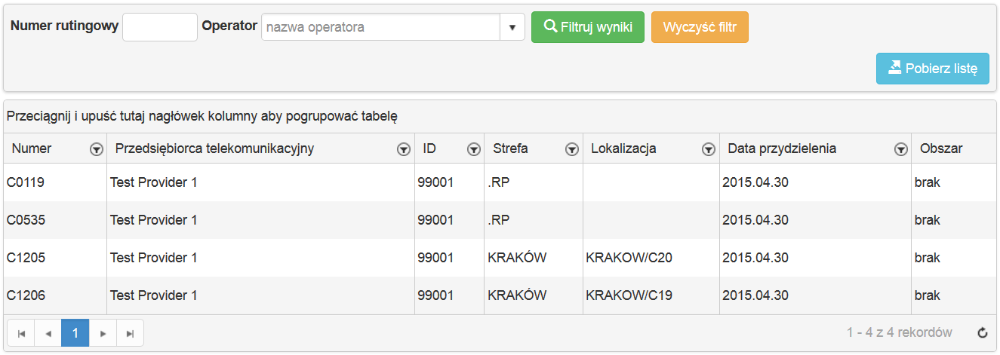 Numer rutingowy Operator nazwa operatora Filtruj wyniki Wyczyść filtr
Pobierz listę
Przeciągnij i upuść tutaj nagłówek kolumny aby pogrupować tabelę
Numer Przedsiębiorca telekomunikacyjny ID Strefa Lokalizacja Data przydzielenia Obszar
C0119 Test Provider 1 99001 .RP 2015.04.30 brak
C0535 Test Provider 1 99001 .RP 2015.04.30 brak
C1205 Test Provider 1 99001 KRAKÓW KRAKOW/C20 2015.04.30 brak
C1206 Test Provider 1 99001 KRAKÓW KRAKOW/C19 2015.04.30 brak
1 1 - 4 z 4 rekordów